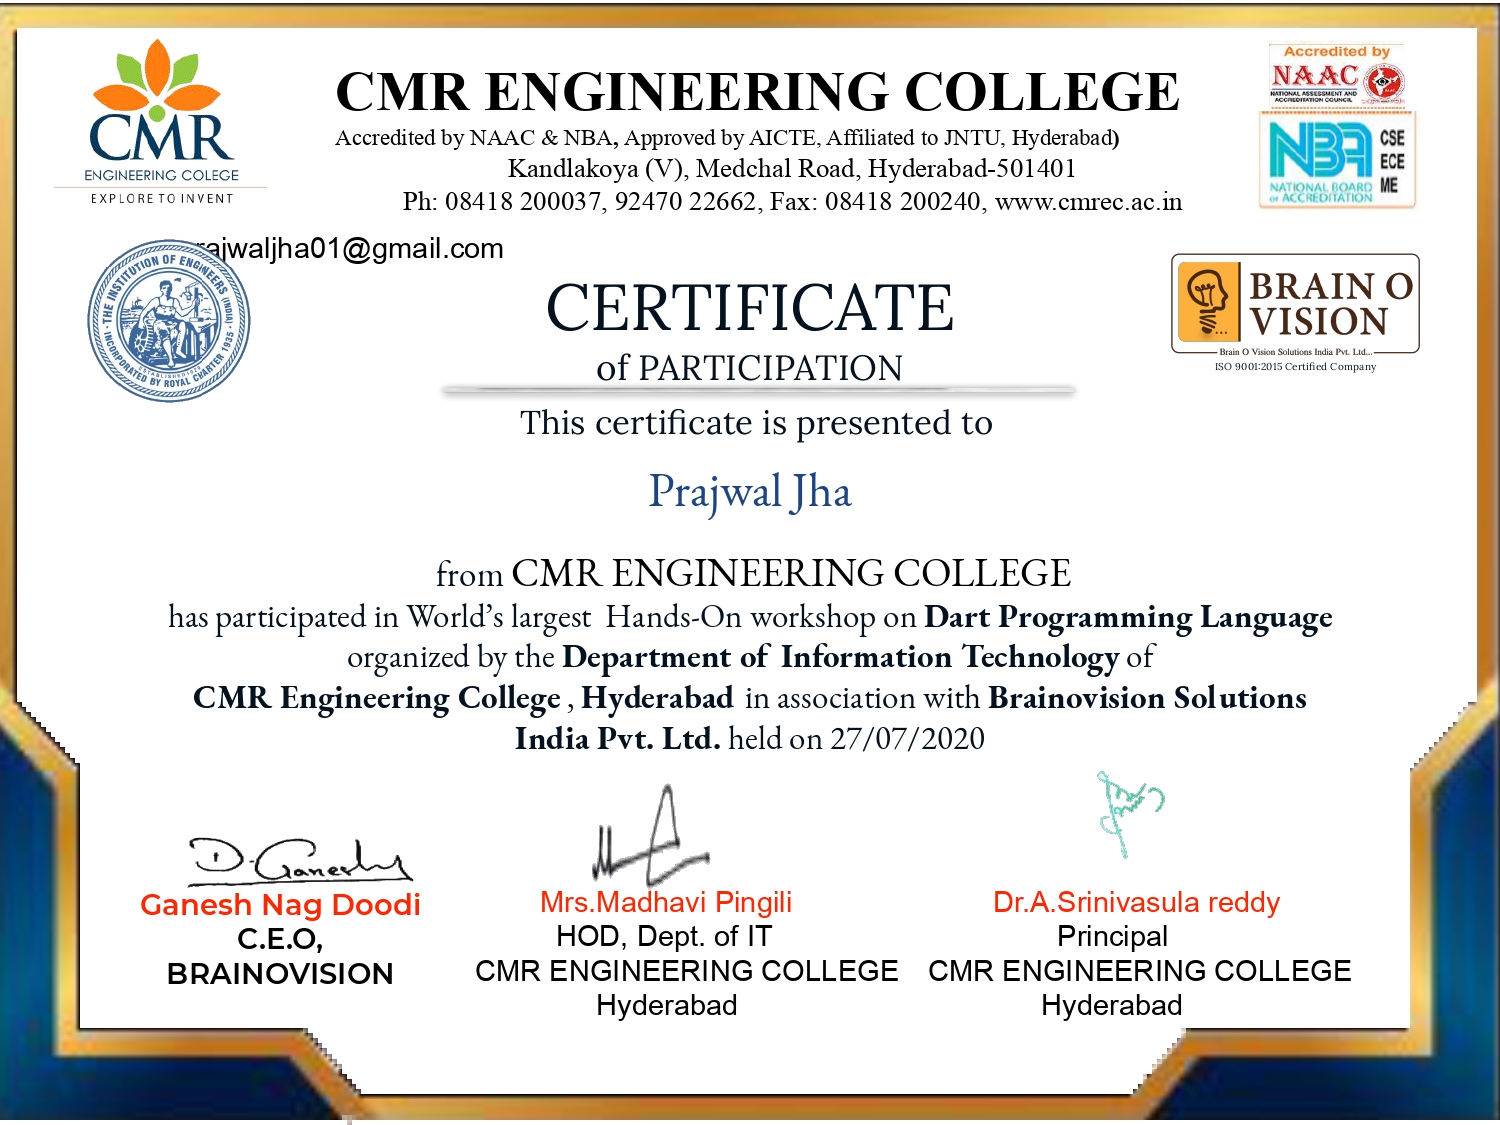 CMR
ENGINEERING COLLEGE
EXPLORE TO INVENT
CMR ENGINEERING COLLEGE
Accredited by NAAC & NBA, Approved by AICTE, Affiliated to JNTU, Hyderabad)
Kandlakoya (V), Medchal Road, Hyderabad-501401
Ph: 08418 200037, 92470 22662, Fax: 08418 200240, www.cmrec.ac.in
Accredited by
NAAC
NATIONAL ASSESSMENT AND
ACCREDITATION COUNCIL
NBA
CSE
ECE
ME
NATIONAL BOARD
of ACCREDITATION
rajwaljha01@gmail.com
THE INSTITUTION OF ENGINEERS (INDIA)
ESTABLISHED 1920
INCORPORATED BY ROYAL CHARTER 1935
BRAIN O
VISION
Brain O Vision Solutions India Pvt. Ltd...
ISO 9001:2015 Certified Company
CERTIFICATE
of PARTICIPATION
This certificate is presented to
Prajwal Jha
from CMR ENGINEERING COLLEGE
has participated in World’s largest Hands-On workshop on Dart Programming Language
organized by the Department of Information Technology of
CMR Engineering College , Hyderabad in association with Brainovision Solutions
India Pvt. Ltd. held on 27/07/2020
D. Ganesh
Ganesh Nag Doodi
C.E.O,
BRAINOVISION
Mrs.Madhavi Pingili
HOD, Dept. of IT
CMR ENGINEERING COLLEGE
Hyderabad
Dr.A.Srinivasula reddy
Principal
CMR ENGINEERING COLLEGE
Hyderabad